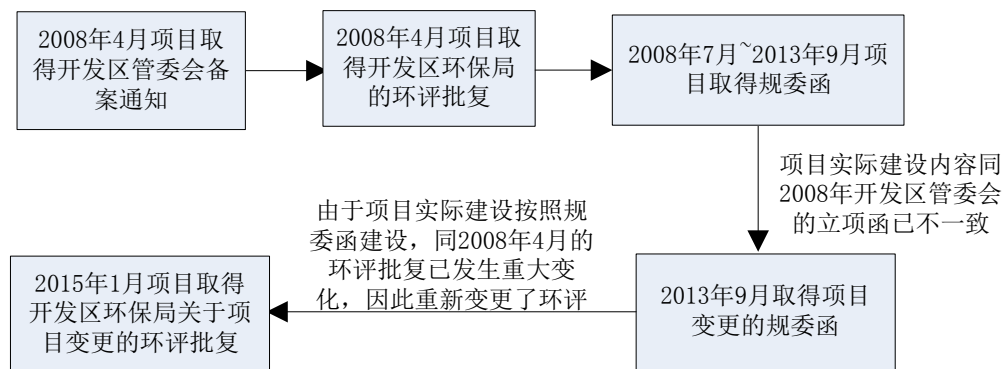 2008年4月项目取
得开发区管委会备
案通知
2008年4月项目取
得开发区环保局
的环评批复
2008年7月~2013年9月项
目取得规委函
项目实际建设内容同
2008年开发区管委会
的立项函已不一致
2013年9月取得项目
变更的规委函
由于项目实际建设按照规
委函建设，同2008年4月的
环评批复已发生重大变
化，因此重新变更了环评
2015年1月项目取得
开发区环保局关于项
目变更的环评批复